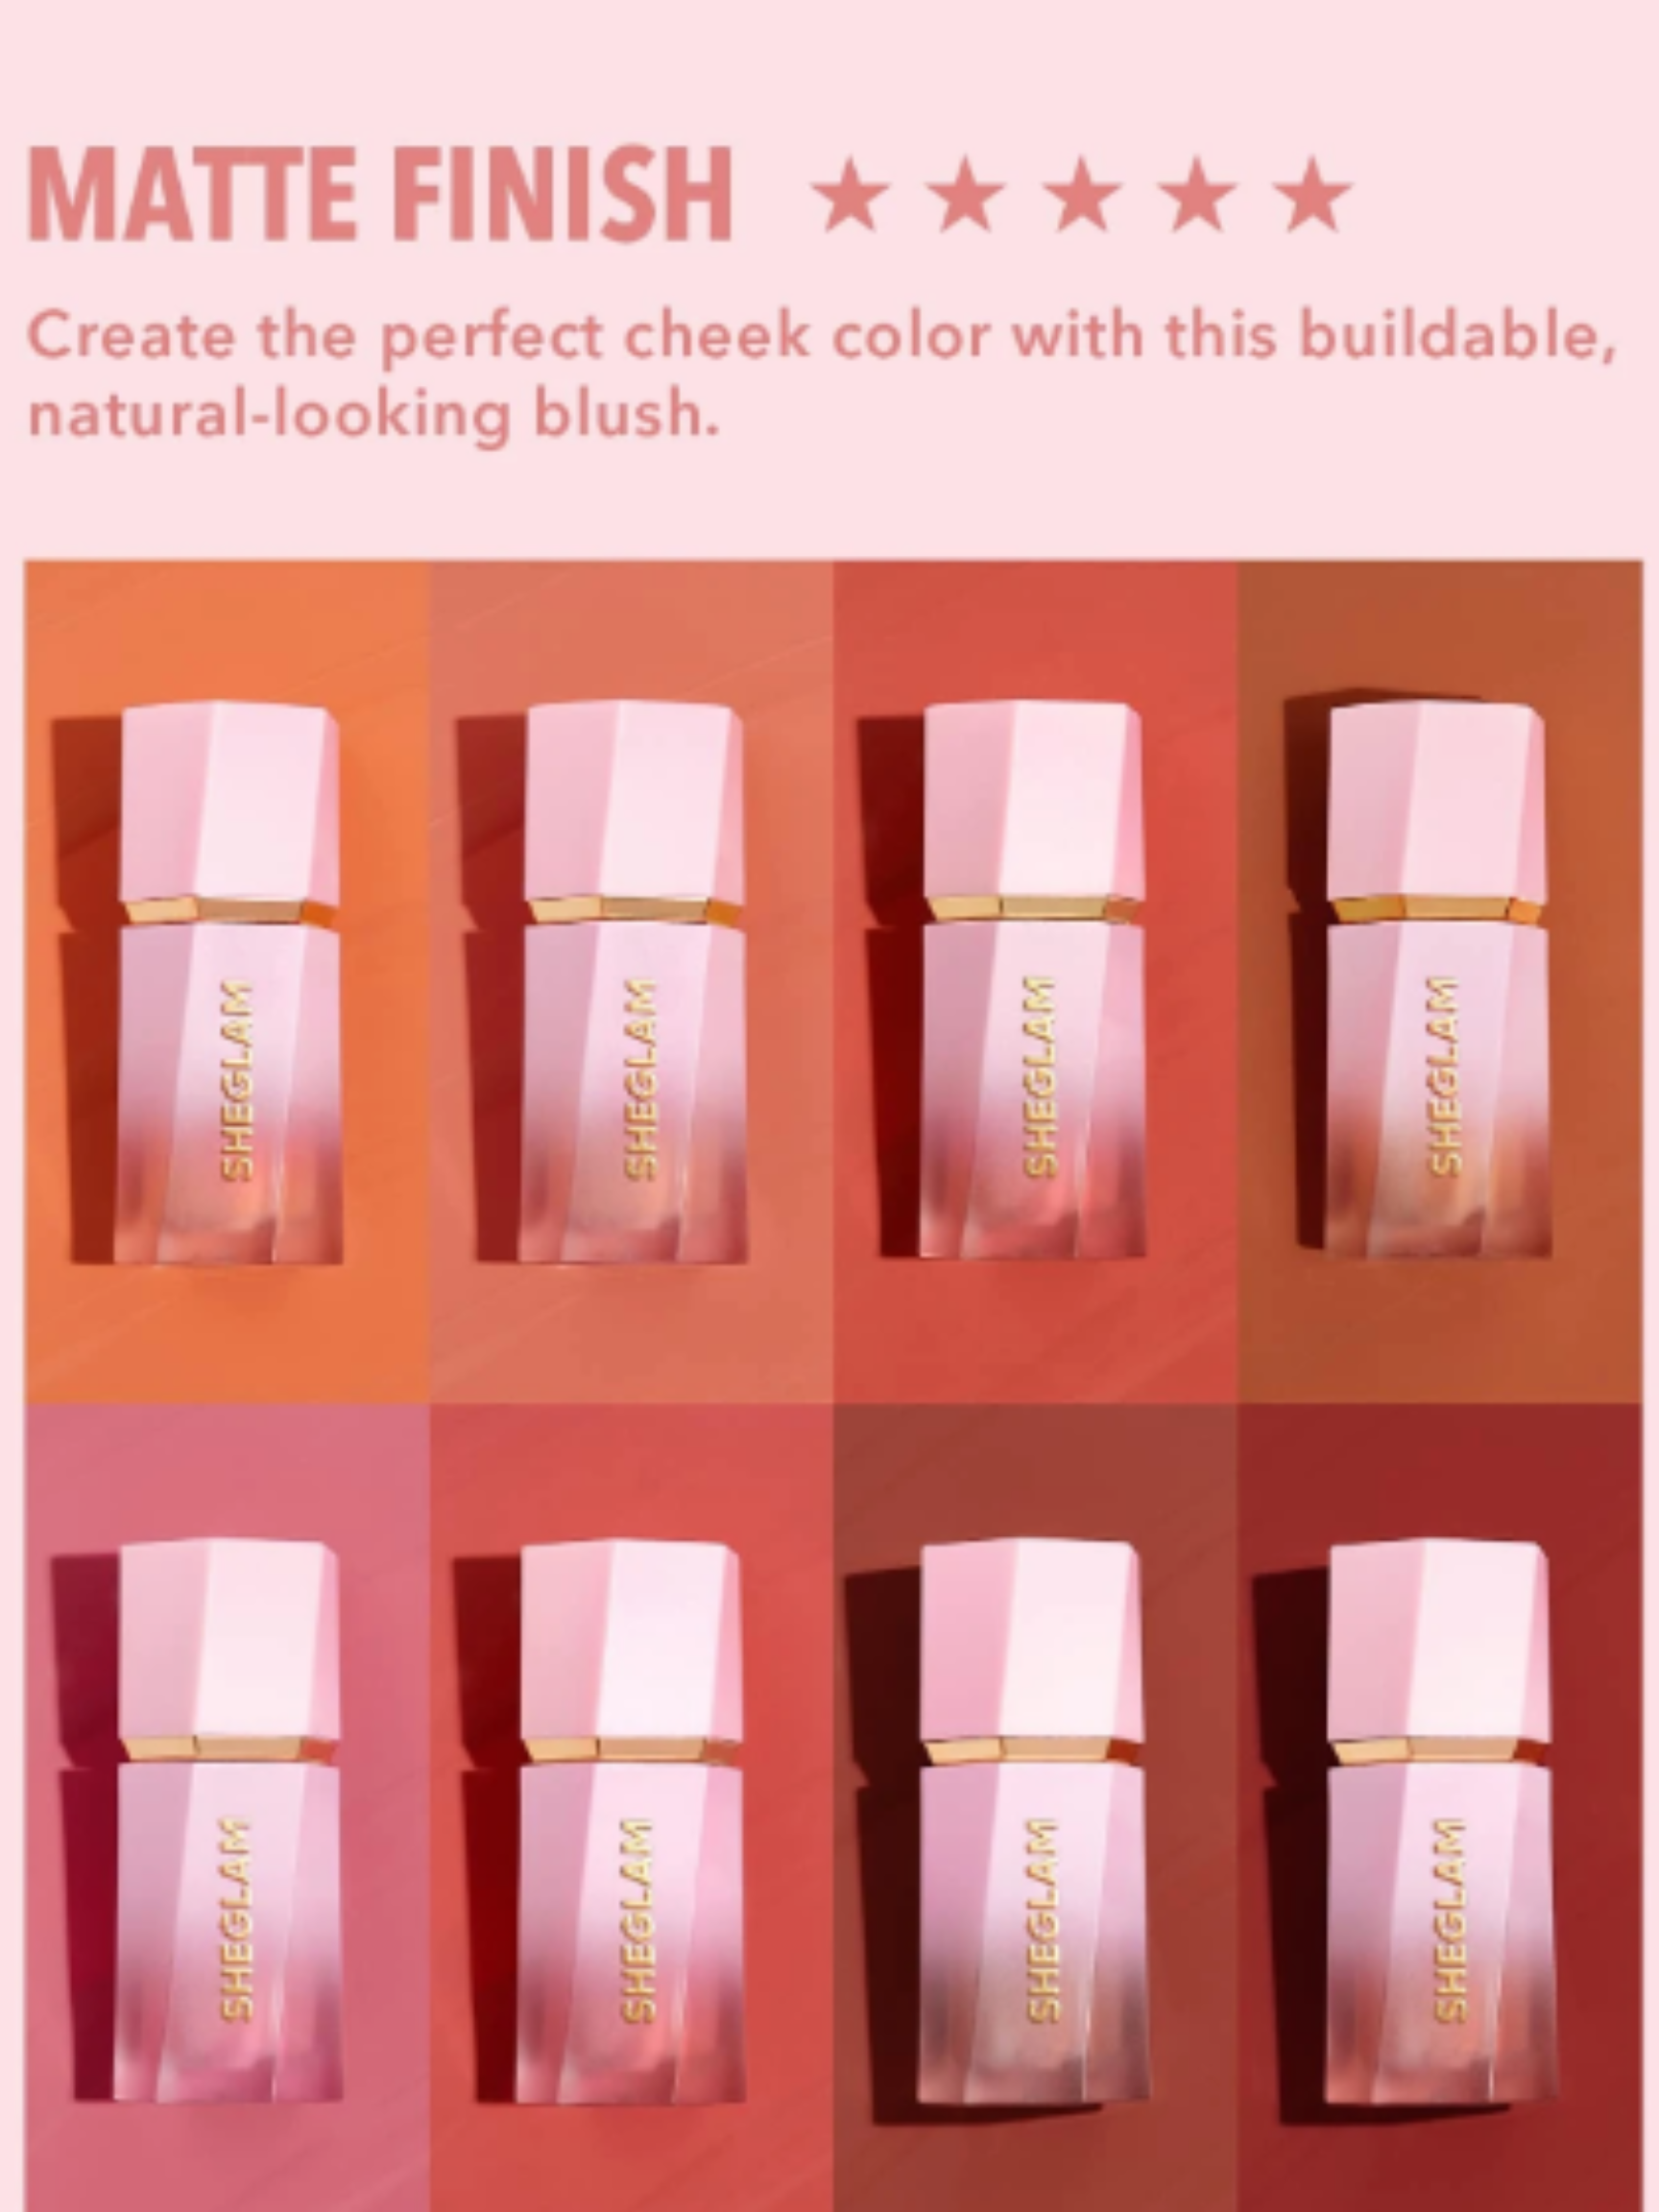 MATTE FINISH ★ ★ ★ ★ ★
Create the perfect cheek color with this buildable,
natural-looking blush.
SHEGLAM
SHEGLAM
SHEGLAM
SHEGLAM
SHEGLAM
SHEGLAM
SHEGLAM
SHEGLAM